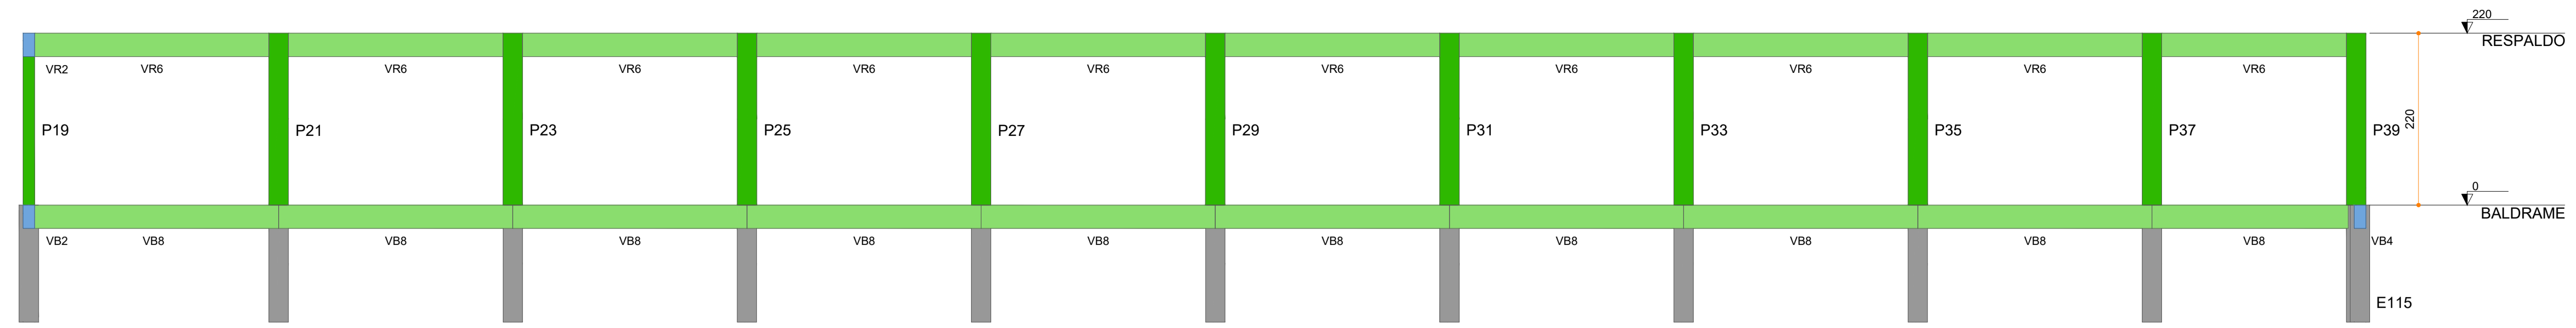 220
RESPALDO
VR2 VR6 VR6 VR6 VR6 VR6 VR6 VR6 VR6 VR6 VR6
220
P19 P21 P23 P25 P27 P29 P31 P33 P35 P37 P39
0
BALDRAME
VB2 VB8 VB8 VB8 VB8 VB8 VB8 VB8 VB8 VB8 VB8 VB4
E115